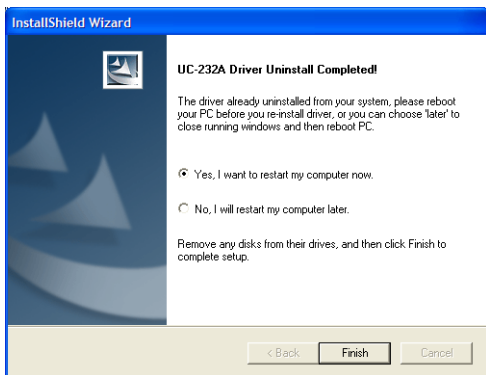 InstallShield Wizard
UC-232A Driver Uninstall Completed!
The driver already uninstalled from your system, please reboot
your PC before you re-install driver, or you can choose 'later' to
close running windows and then reboot PC.
Yes, I want to restart my computer now.
No, I will restart my computer later.
Remove any disks from their drives, and then click Finish to
complete setup.
< Back Finish Cancel